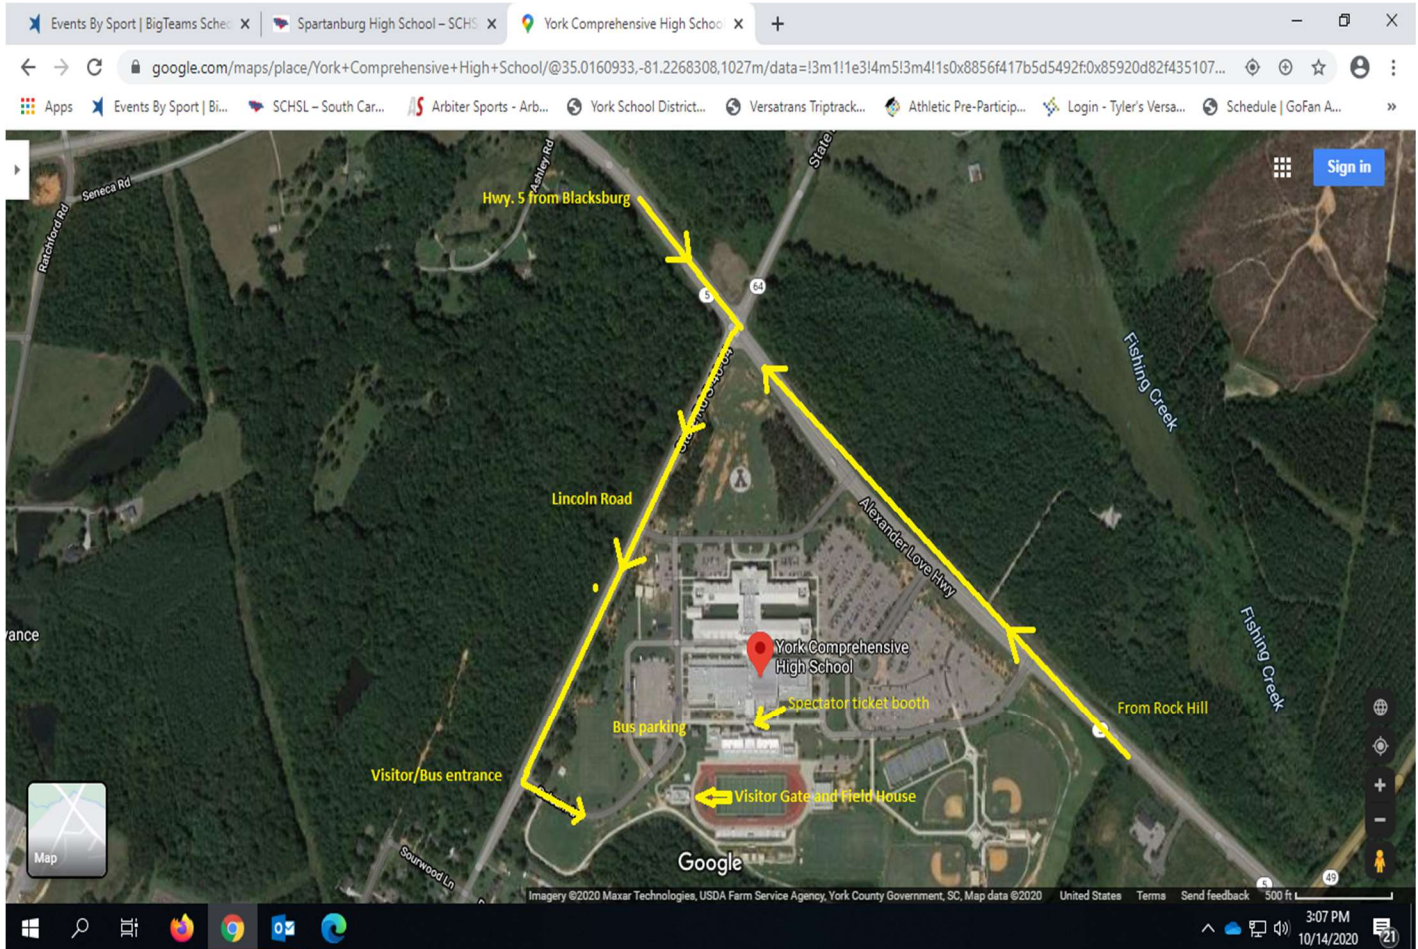 Events By Sport | BigTeams Sched
Spartanburg High School – SCHS
York Comprehensive High Schoo
google.com/maps/place/York+Comprehensive+High+School/@35.0160933,-81.2268308,1027m/data=!3m1!1e3!4m5!3m4!1s0x8856f417b5d5492f:0x85920d82f435107...
Apps
Events By Sport | Bi...
SCHSL – South Car...
Arbiter Sports - Arb...
York School District...
Versatrans Triptrack...
Athletic Pre-Particip...
Login - Tyler's Versa...
Schedule | GoFan A...
»
Sign in
State
Ashley Rd
Seneca Rd
Ratchford Rd
Hwy. 5 from Blacksburg
64
5
Fishing Creek
Lincoln Road
Alexander Love Hwy
Fishing Creek
vance
York Comprehensive
High School
Spectator ticket booth
From Rock Hill
Bus parking
Visitor/Bus entrance
Visitor Gate and Field House
Map
Sourwood Ln
Google
49
5
Imagery ©2020 Maxar Technologies, USDA Farm Service Agency, York County Government, SC, Map data ©2020
United States
Terms
Send feedback
500 ft
3:07 PM
10/14/2020
21